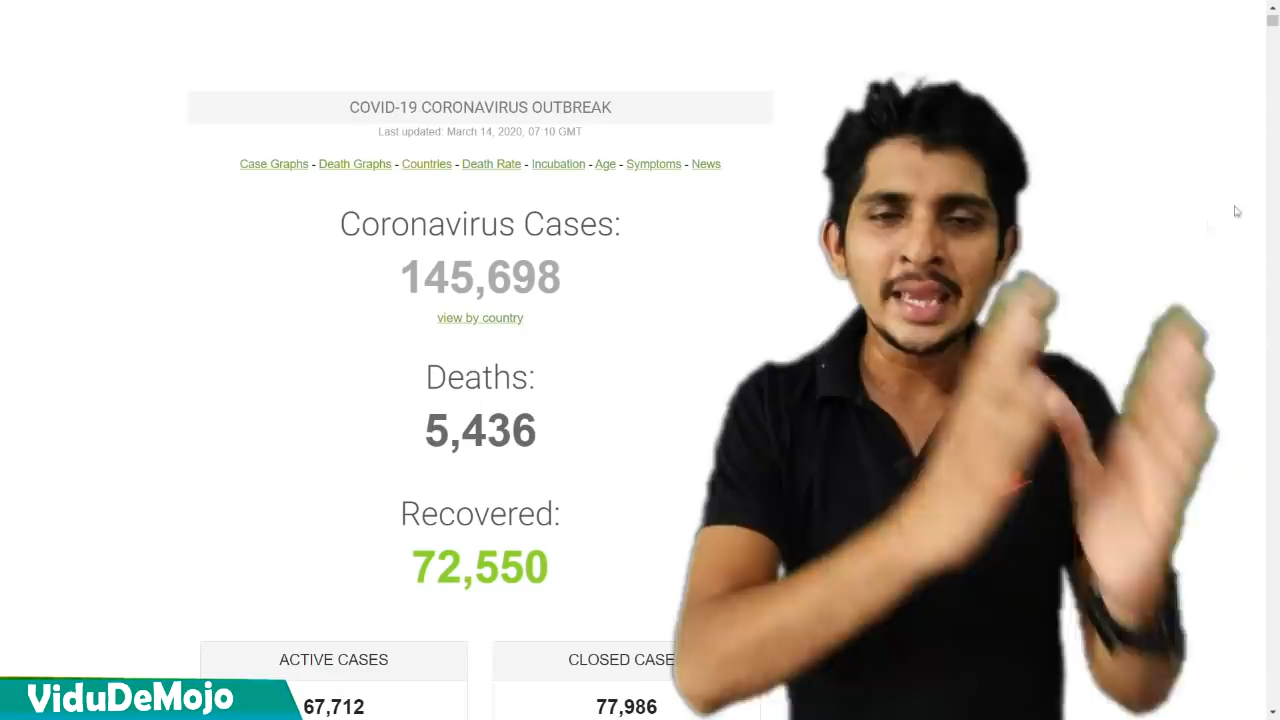 COVID-19 CORONAVIRUS OUTBREAK
Last updated: March 14, 2020, 07:10 GMT
Case Graphs - Death Graphs - Countries - Death Rate - Incubation - Age - Symptoms - News
Coronavirus Cases:
145,698
view by country
Deaths:
5,436
Recovered:
72,550
ACTIVE CASES
CLOSED CASE
67,712
77,986
ViduDeMojo